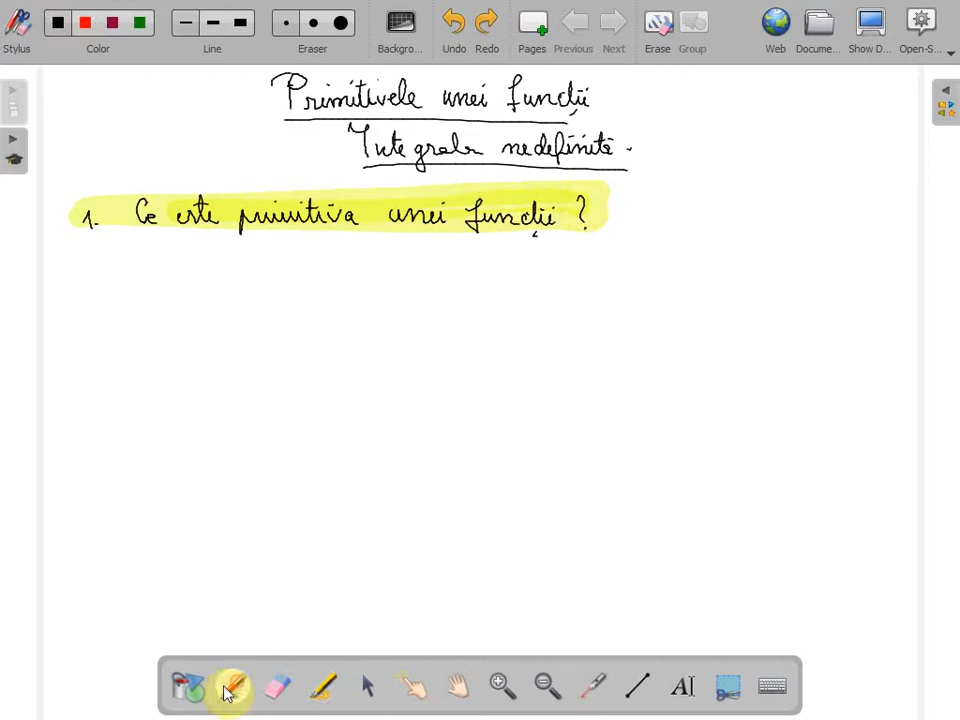 Stylus Color Line Eraser Backgro... Undo Redo Pages Previous Next Erase Group Web Docume... Show D... Open-S...
Primitivele unei funcții
Integrala nedefinită.
1. Ce este primitiva unei funcții ?
AI